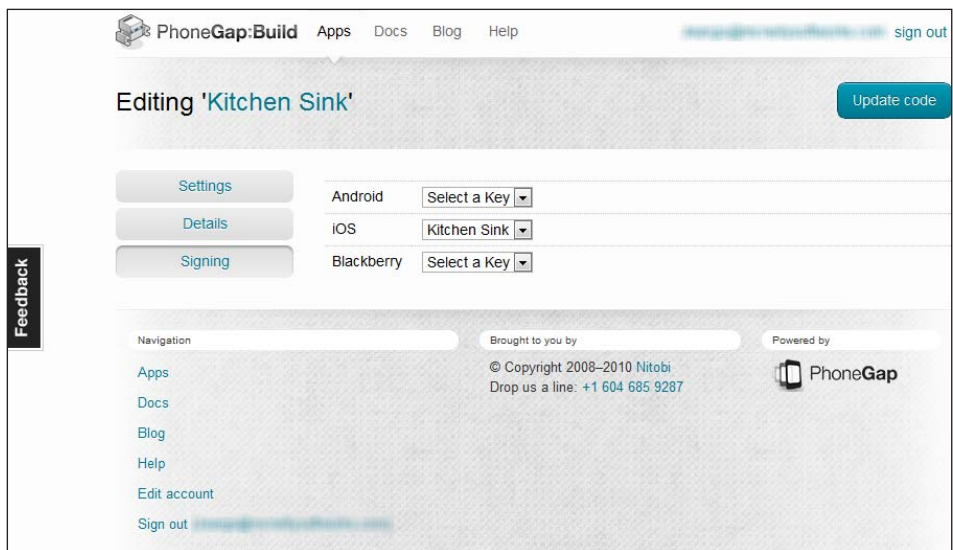 PhoneGap:Build Apps Docs Blog Help sign out
Editing 'Kitchen Sink'
Update code
Settings
Details
Signing
Android Select a Key
iOS Kitchen Sink
Blackberry Select a Key
Feedback
Navigation
Apps
Docs
Blog
Help
Edit account
Sign out
Brought to you by
© Copyright 2008–2010 Nitobi
Drop us a line: +1 604 685 9287
Powered by
PhoneGap